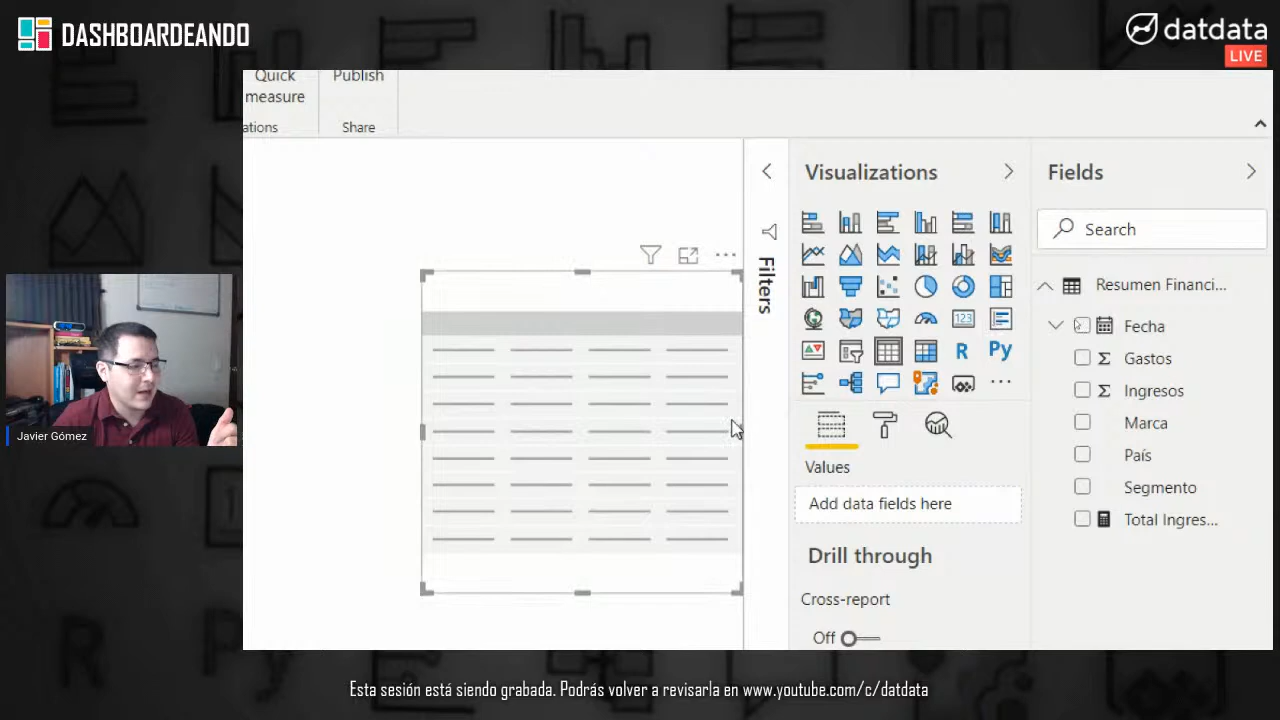 DASHBOARDEANDO
datdata
LIVE
Quick
measure
Publish
ations
Share
Visualizations
Fields
Search
Filters
Resumen Financi...
Fecha
Gastos
Ingresos
Marca
País
Segmento
Total Ingres...
123
R
Py
Values
Add data fields here
Drill through
Cross-report
Off
Javier Gómez
Esta sesión está siendo grabada. Podrás volver a revisarla en www.youtube.com/c/datdata